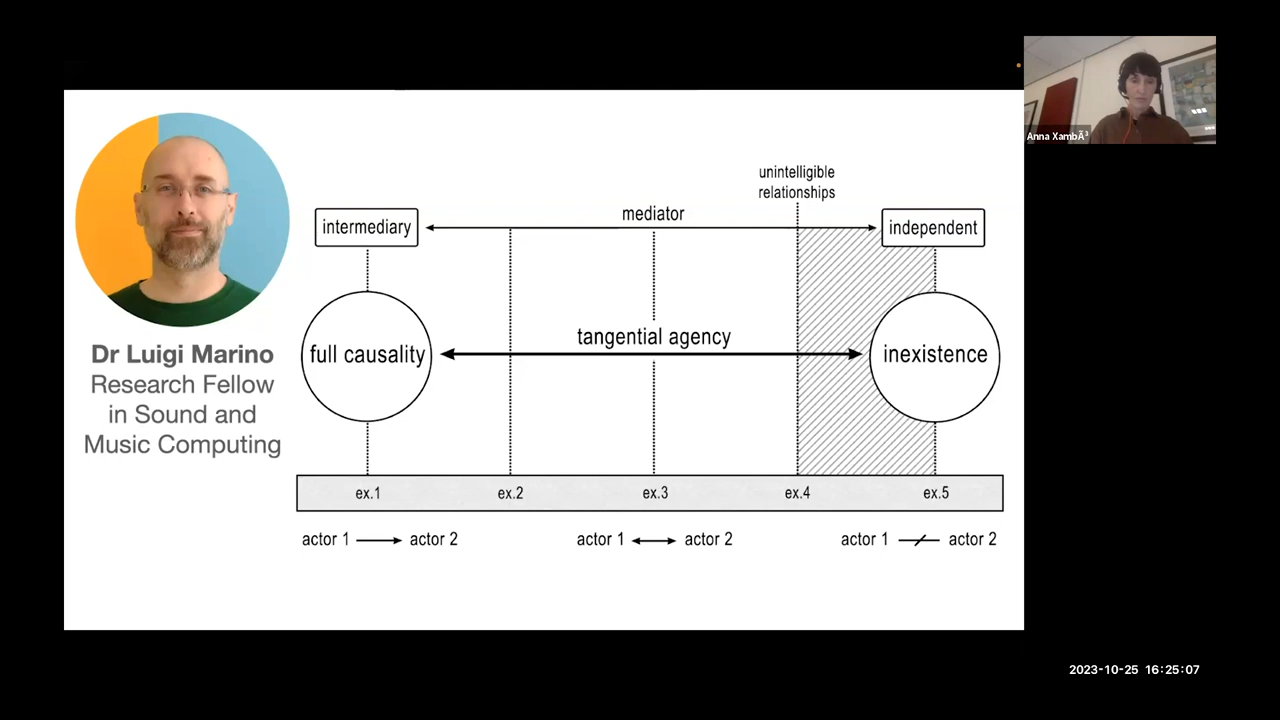 Anna XambÃ³
unintelligible
relationships
mediator
intermediary
independent
tangential agency
full causality
inexistence
Dr Luigi Marino
Research Fellow
in Sound and
Music Computing
ex.1 ex.2 ex.3 ex.4 ex.5
actor 1 actor 2 actor 1 actor 2 actor 1 actor 2
2023-10-25 16:25:07